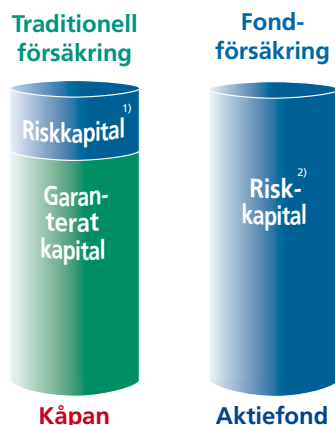 Traditionell
försäkring
Riskkapital 1)
Garan-
terat
kapital
Kåpan
Fond-
försäkring
Risk- 2)
kapital
Aktiefond